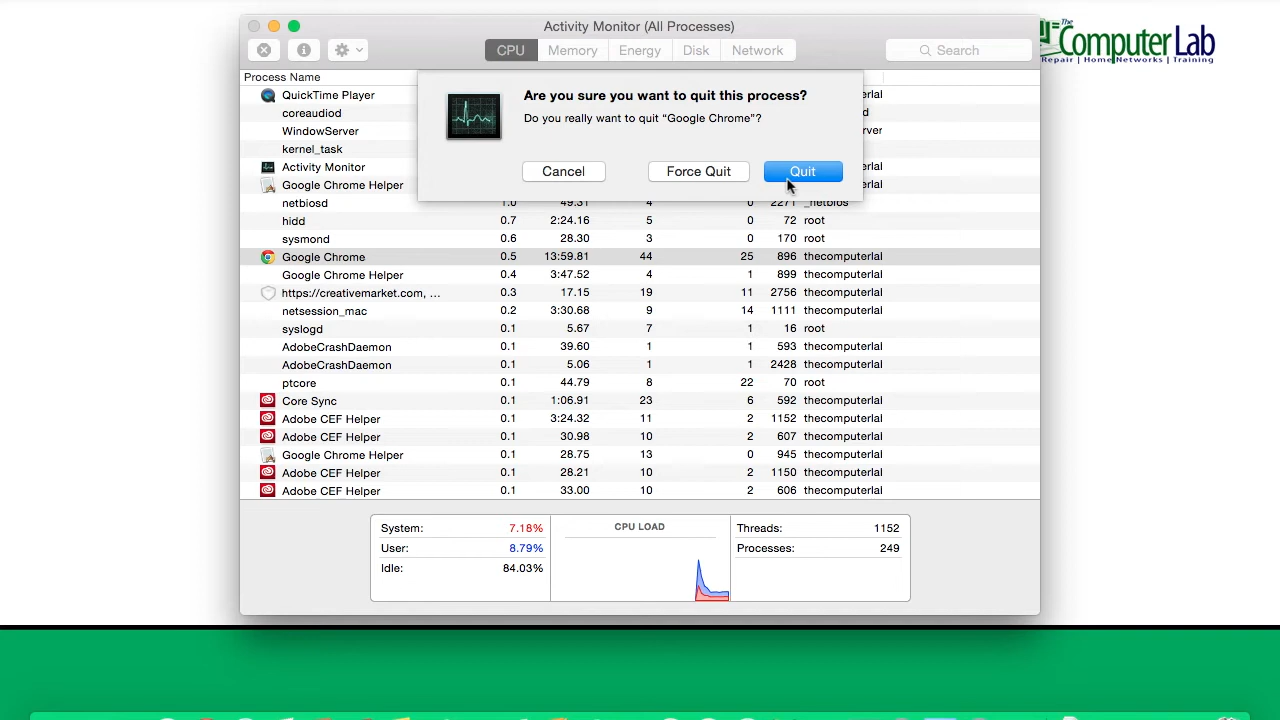 Activity Monitor (All Processes)
CPU Memory Energy Disk Network Search
The Computer Lab
Repair | Home Networks | Training
Process Name
Are you sure you want to quit this process?
Do you really want to quit “Google Chrome”?
Cancel Force Quit Quit
QuickTime Player
coreaudiod
WindowServer
kernel_task
Activity Monitor
Google Chrome Helper
netbiosd 1.0 49.31 4 0 2271 _netbios
hidd 0.7 2:24.16 5 0 72 root
sysmond 0.6 28.30 3 0 170 root
Google Chrome 0.5 13:59.81 44 25 896 thecomputerlal
Google Chrome Helper 0.4 3:47.52 4 1 899 thecomputerlal
https://creativemarket.com, ... 0.3 17.15 19 11 2756 thecomputerlal
netsession_mac 0.2 3:30.68 9 14 1111 thecomputerlal
syslogd 0.1 5.67 7 1 16 root
AdobeCrashDaemon 0.1 39.60 1 1 593 thecomputerlal
AdobeCrashDaemon 0.1 5.06 1 1 2428 thecomputerlal
ptcore 0.1 44.79 8 22 70 root
Core Sync 0.1 1:06.91 23 6 592 thecomputerlal
Adobe CEF Helper 0.1 3:24.32 11 2 1152 thecomputerlal
Adobe CEF Helper 0.1 30.98 10 2 607 thecomputerlal
Google Chrome Helper 0.1 28.75 13 0 945 thecomputerlal
Adobe CEF Helper 0.1 28.21 10 2 1150 thecomputerlal
Adobe CEF Helper 0.1 33.00 10 2 606 thecomputerlal
System: 7.18%
User: 8.79%
Idle: 84.03%
CPU LOAD
Threads: 1152
Processes: 249